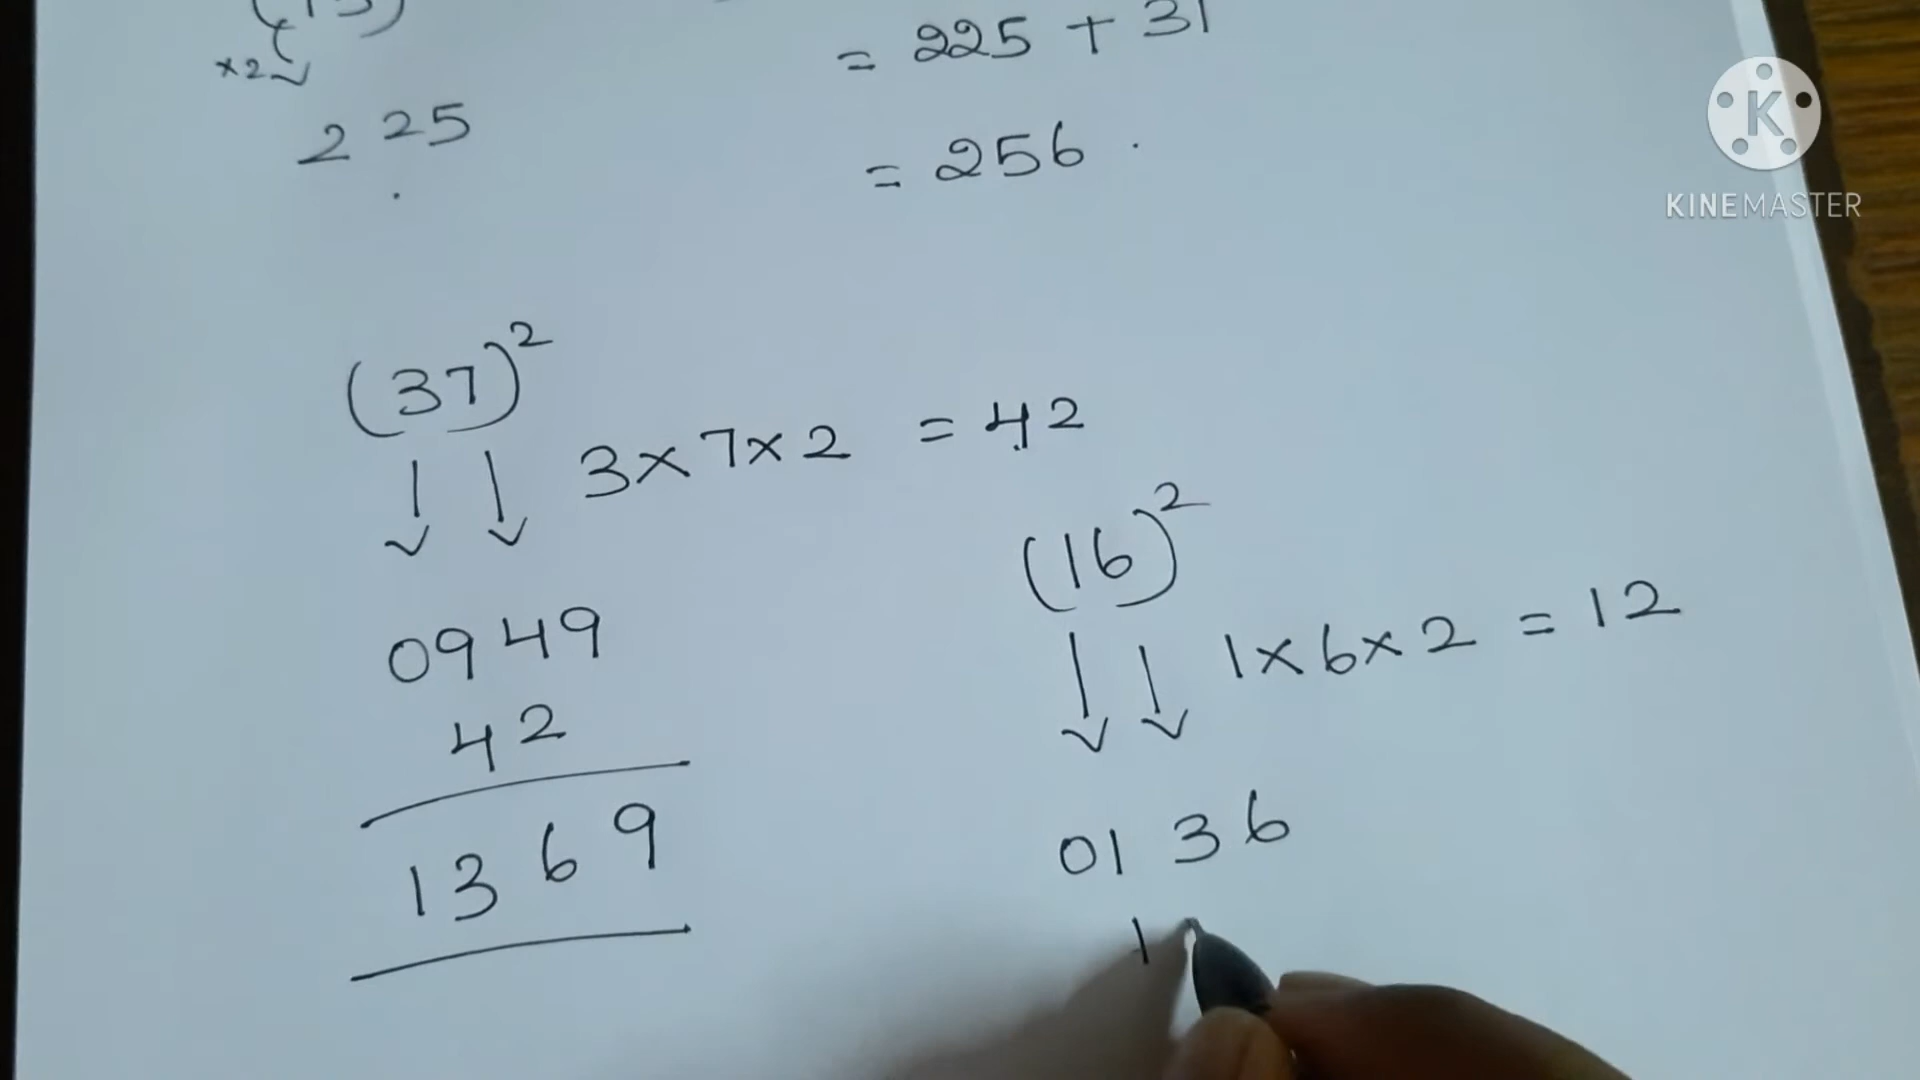 ×2
225
= 225 + 31
= 256
KINEMASTER
(37)²
3×7×2 = 42
0949
42
1369
(16)²
1×6×2 = 12
0136
1